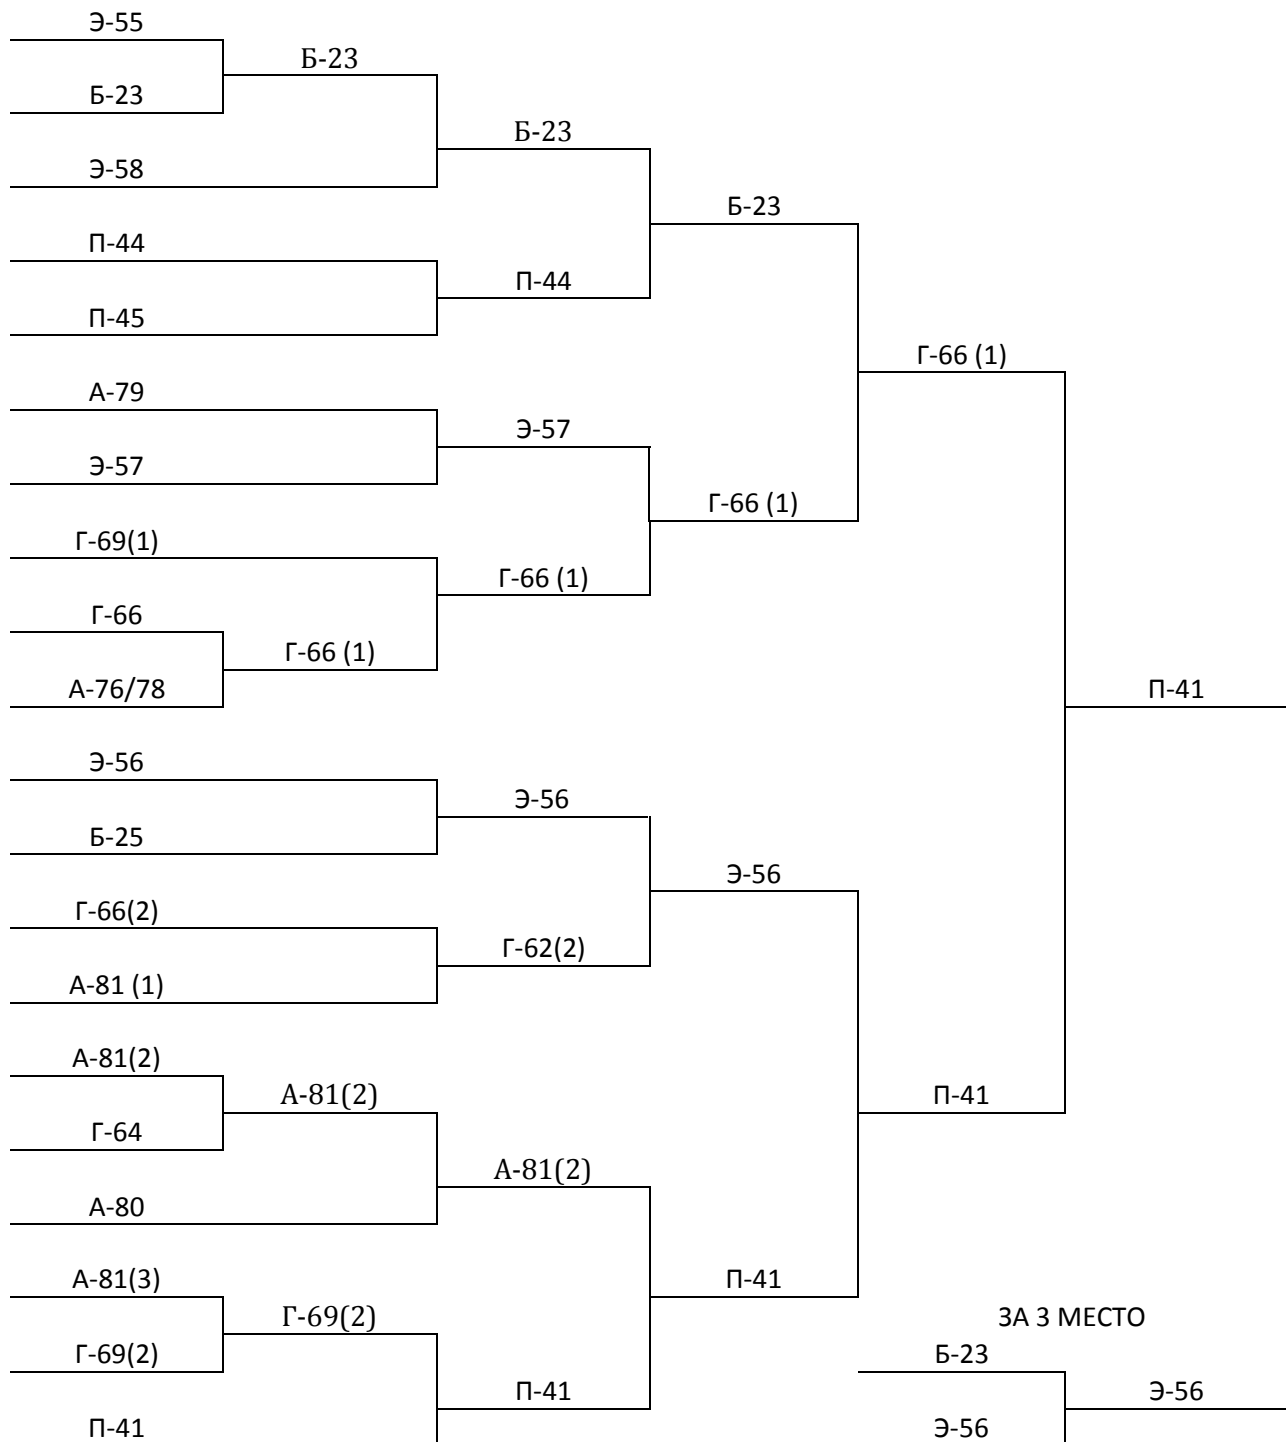 Э-55
Б-23
Б-23
Б-23
Э-58
Б-23
П-44
П-44
П-45
Г-66 (1)
А-79
Э-57
Э-57
Г-66 (1)
Г-69(1)
Г-66 (1)
Г-66
Г-66 (1)
А-76/78
П-41
Э-56
Э-56
Б-25
Э-56
Г-66(2)
Г-62(2)
А-81 (1)
А-81(2)
А-81(2)
П-41
Г-64
А-81(2)
А-80
А-81(3)
П-41
Г-69(2)
ЗА 3 МЕСТО
Г-69(2)
Б-23
П-41
Э-56
П-41
Э-56